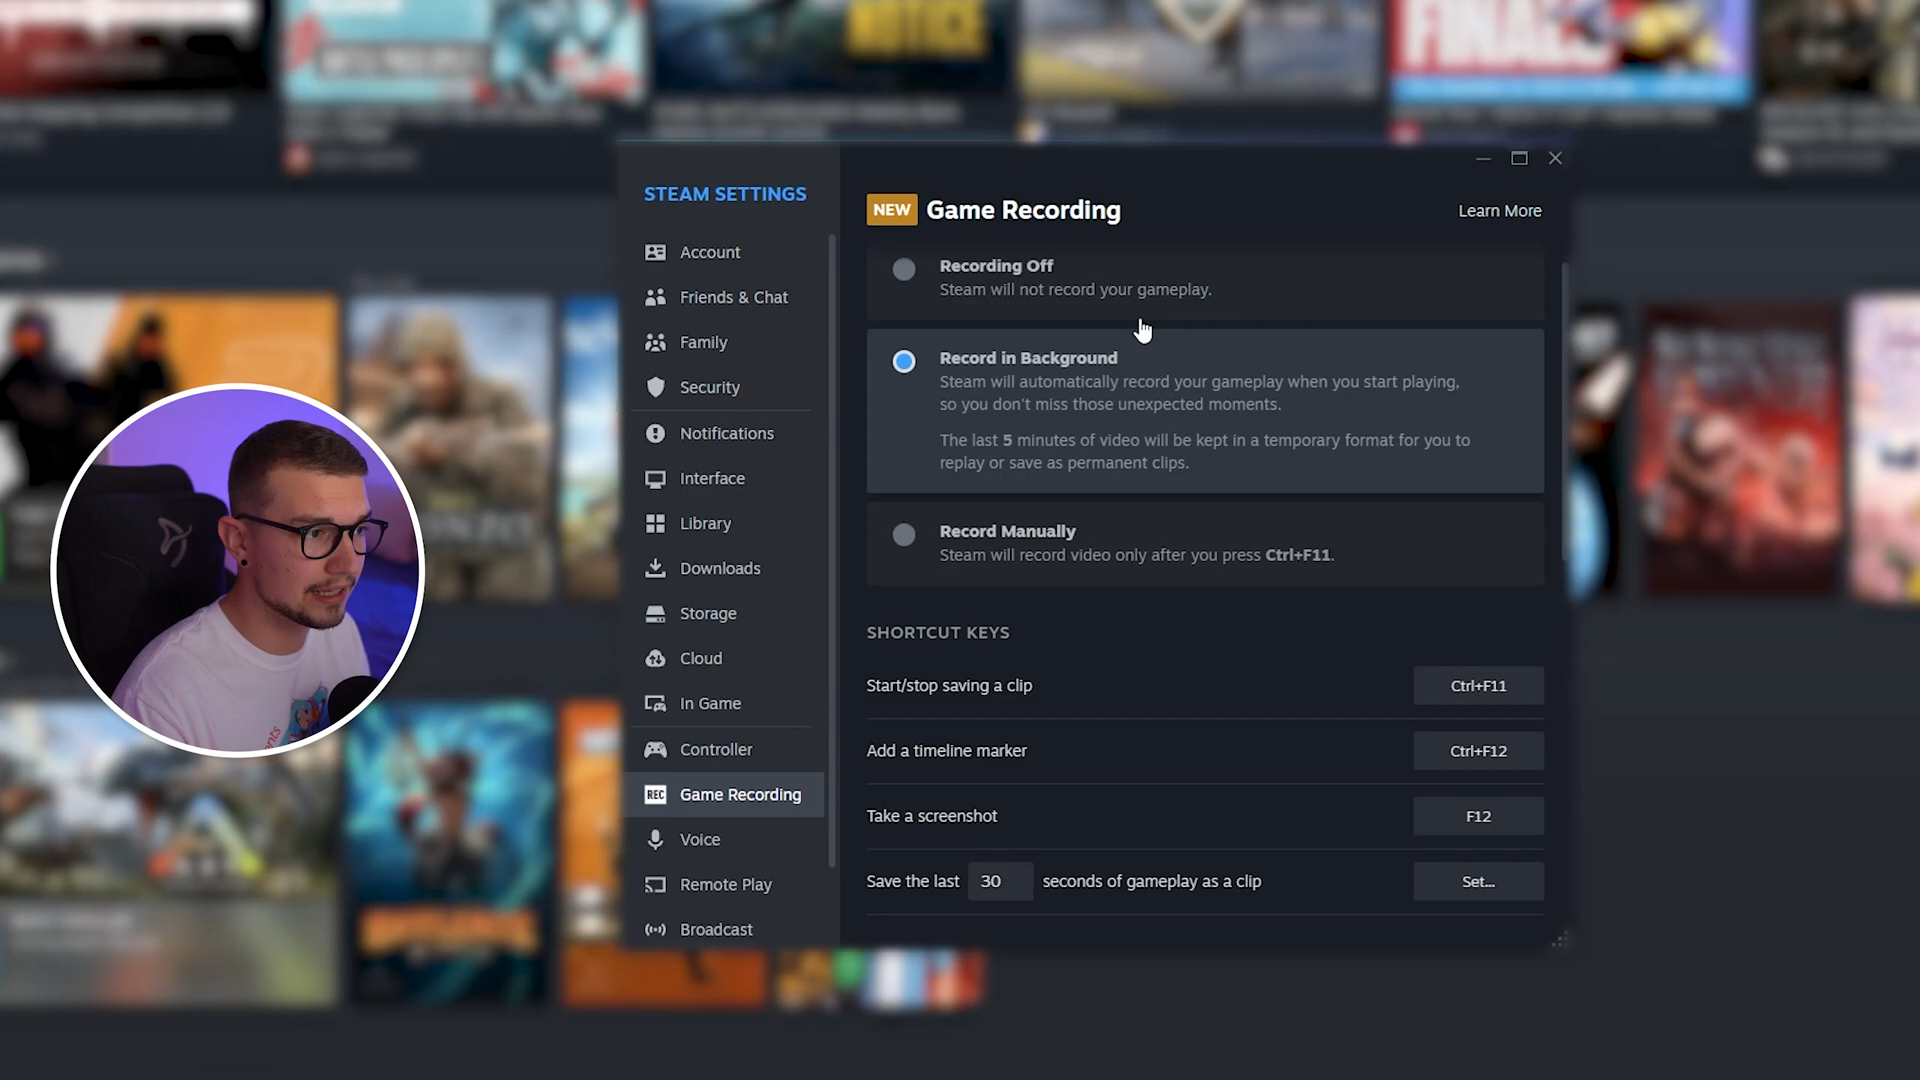 NOTICE
FINALS
STEAM SETTINGS
Account
Friends & Chat
Family
Security
Notifications
Interface
Library
Downloads
Storage
Cloud
In Game
Controller
REC Game Recording
Voice
Remote Play
Broadcast
NEW Game Recording
Learn More
Recording Off
Steam will not record your gameplay.
Record in Background
Steam will automatically record your gameplay when you start playing,
so you don't miss those unexpected moments.
The last 5 minutes of video will be kept in a temporary format for you to
replay or save as permanent clips.
Record Manually
Steam will record video only after you press Ctrl+F11.
SHORTCUT KEYS
Start/stop saving a clip
Ctrl+F11
Add a timeline marker
Ctrl+F12
Take a screenshot
F12
Save the last 30 seconds of gameplay as a clip
Set...